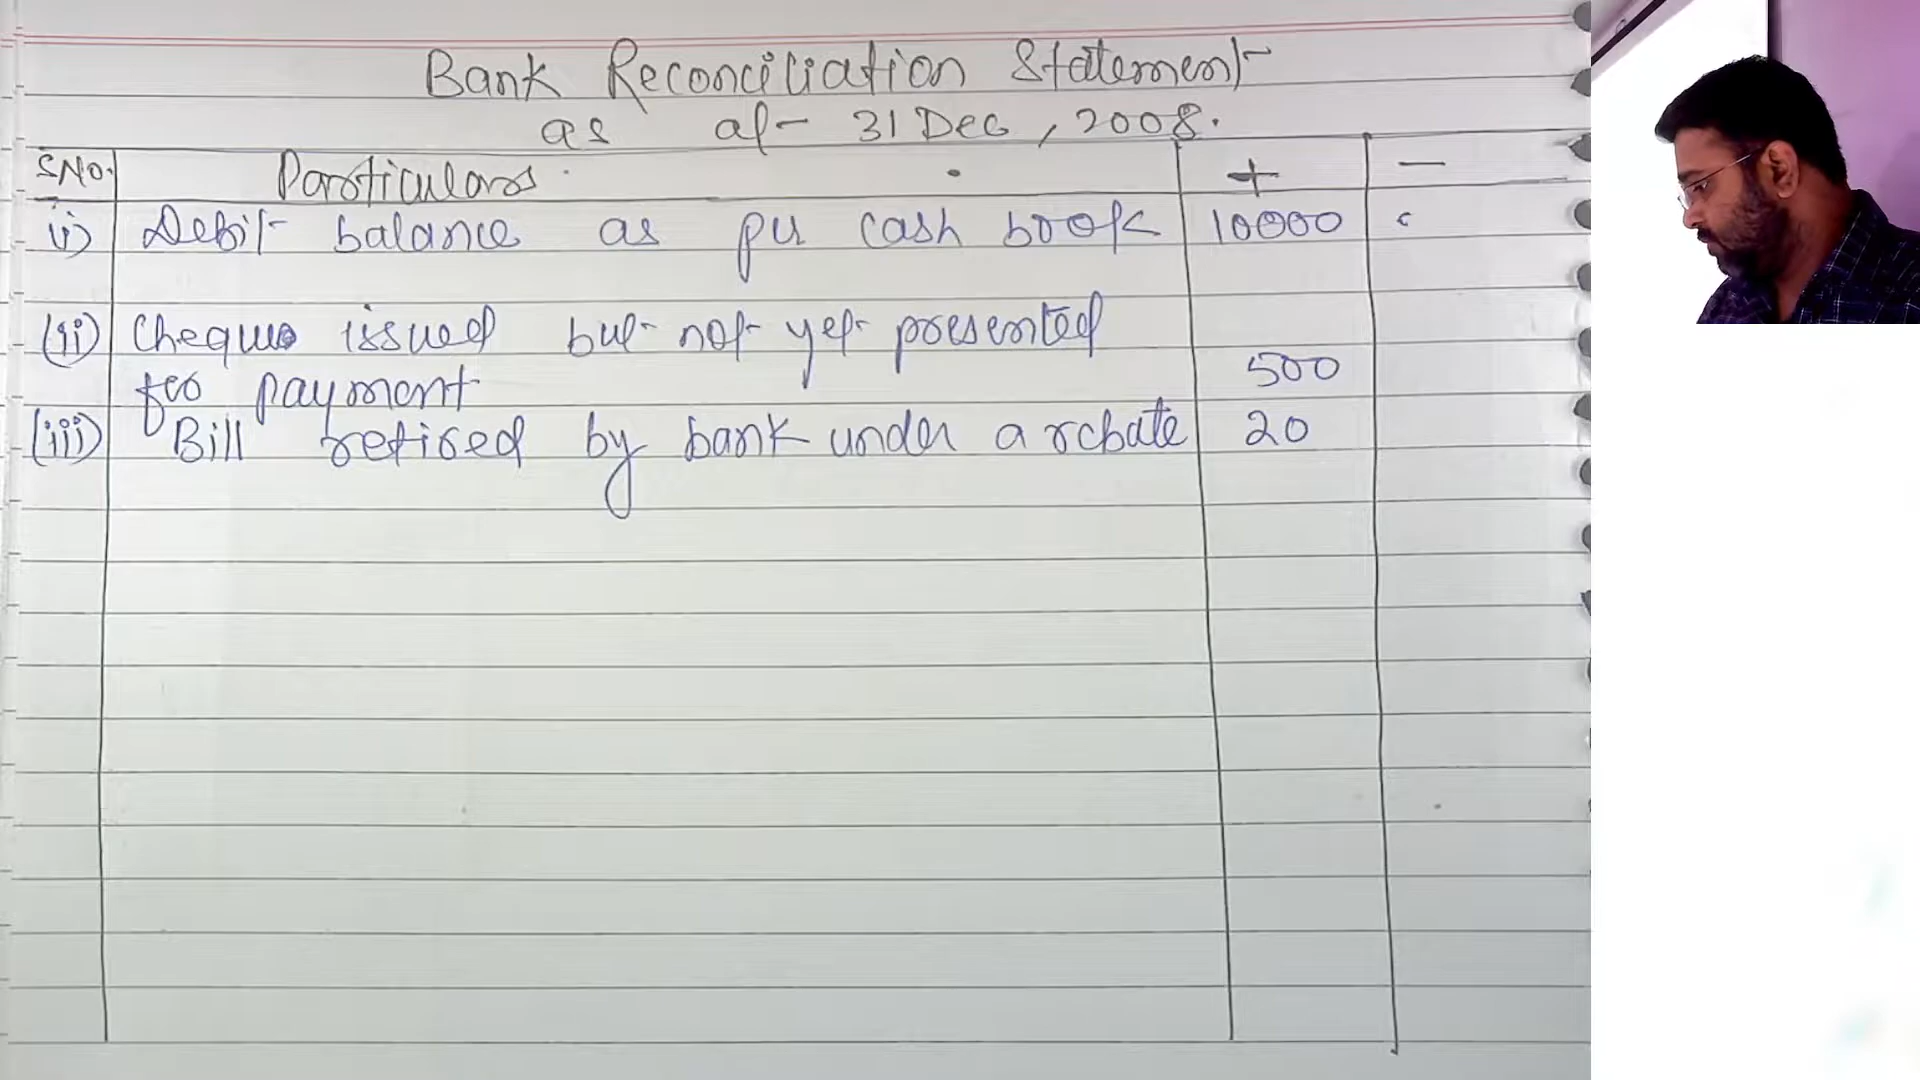 Bank Reconciliation Statement
as at 31 Dec, 2008.
S.No. Particulars + -
(i) Debit balance as per cash book 10000
(ii) Cheques issued but not yet presented
for payment 500
(iii) Bill retired by bank under a rebate 20